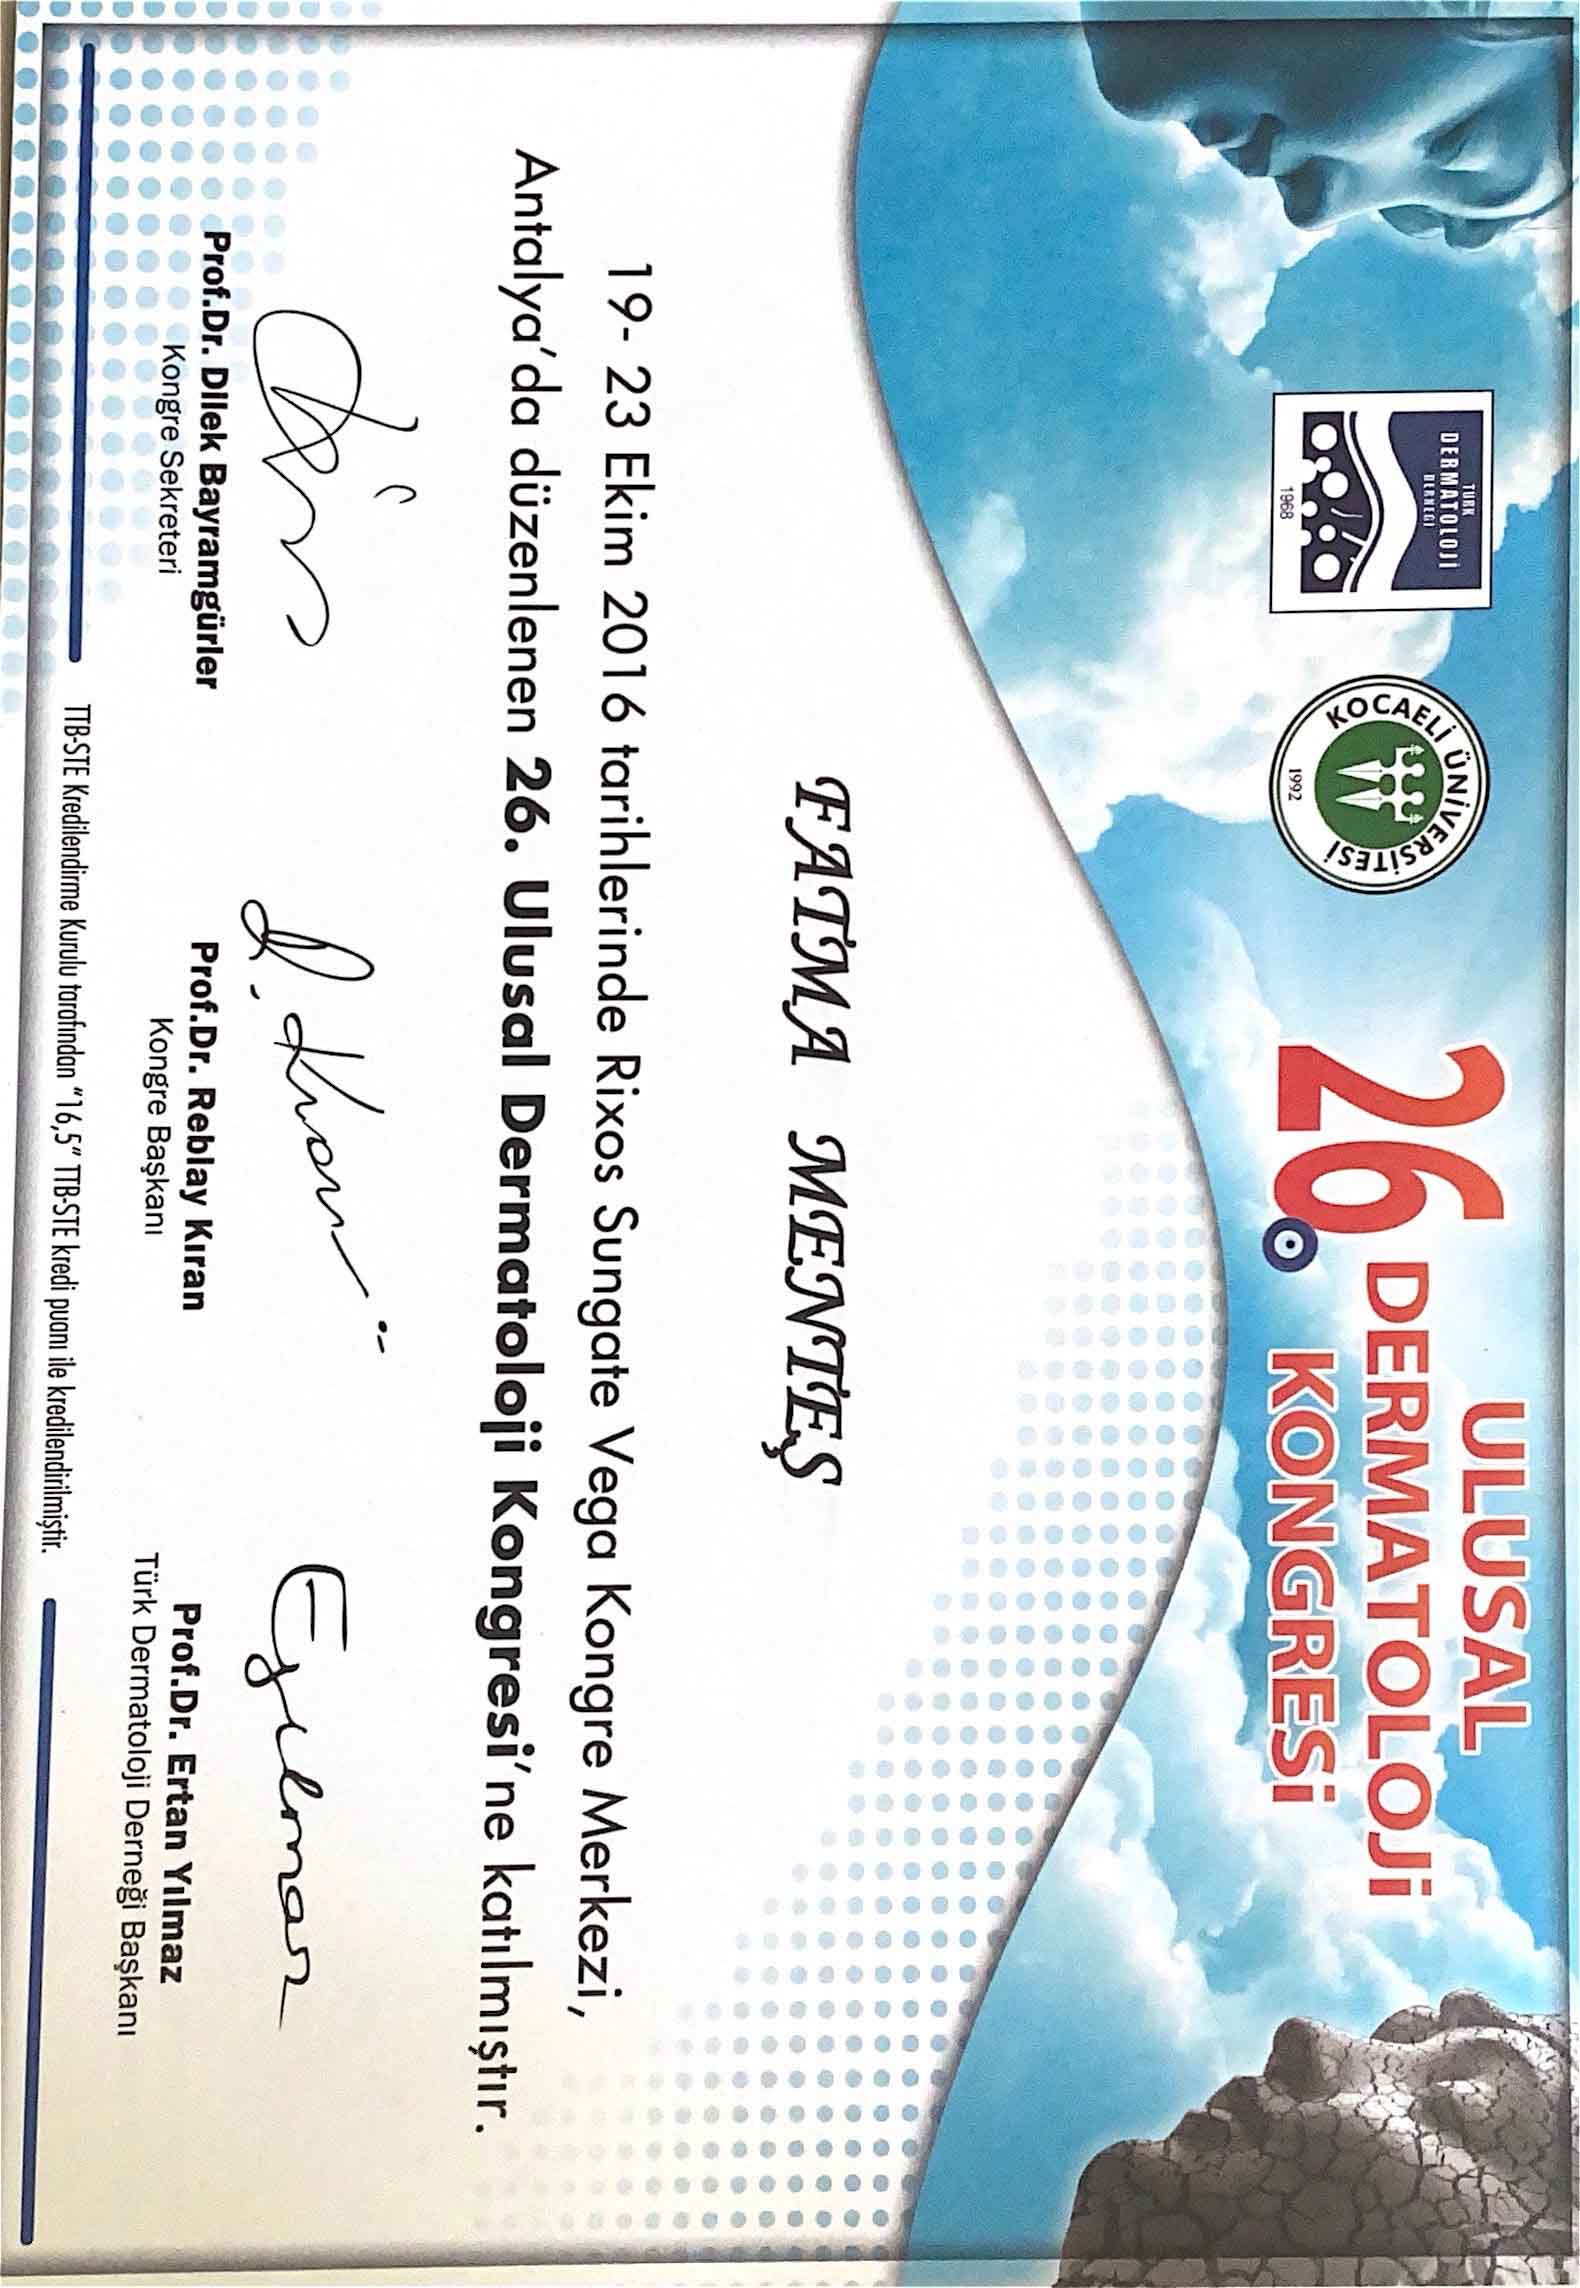 TÜRK
DERMATOLOJİ
DERNEĞİ
1968
KOCAELİ ÜNİVERSİTESİ
1992
26. ULUSAL
DERMATOLOJİ
KONGRESİ
FATMA MENTEŞ
19- 23 Ekim 2016 tarihlerinde Rixos Sungate Vega Kongre Merkezi,
Antalya'da düzenlenen 26. Ulusal Dermatoloji Kongresi'ne katılmıştır.
Prof.Dr. Dilek Bayramgürler
Kongre Sekreteri
Prof.Dr. Rebiay Kıran
Kongre Başkanı
Prof.Dr. Ertan Yılmaz
Türk Dermatoloji Derneği Başkanı
TTB-STE Kredilendirme Kurulu tarafından "16,5" TTB-STE kredi puanı ile kredilendirilmiştir.